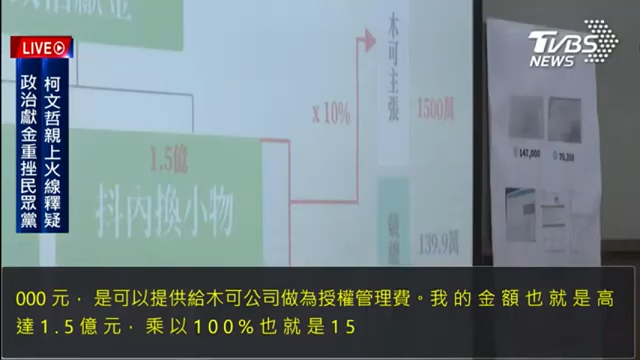 LIVE
柯文哲親上火線釋疑
政治獻金重挫民眾黨
TVBS
NEWS
木可主張
x 10%
1500萬
1.5億
抖內換小物
139.9萬
147,000
000 元， 是可以提供給木可公司做為授權管理費。我 的 金 額 也 就 是 高
達 1 . 5 億 元 ， 乘 以 1 0 0 % 也 就 是 1 5